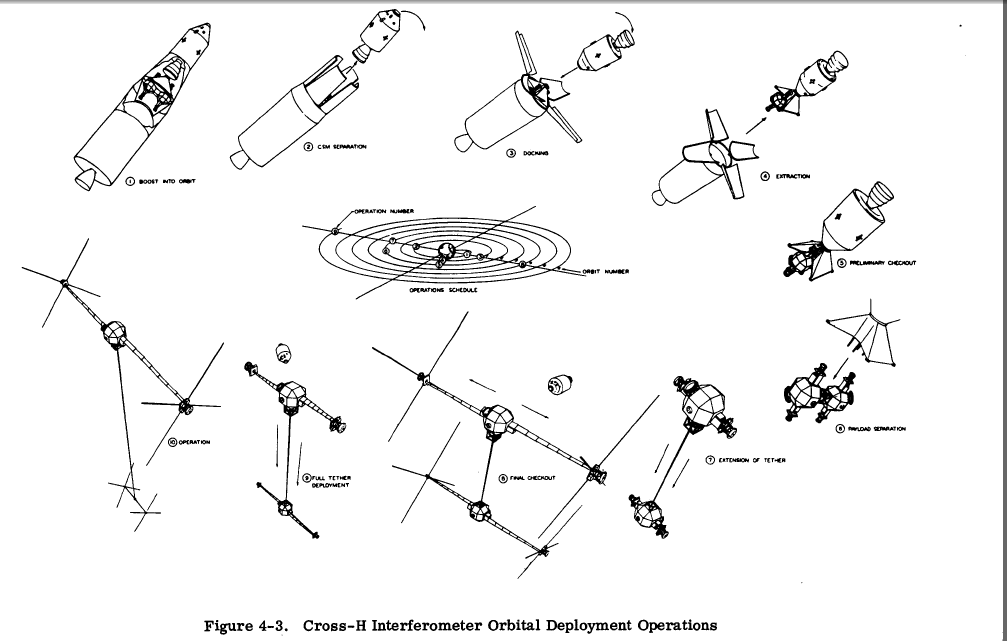 ① BOOST INTO ORBIT
② CSM SEPARATION
③ DOCKING
④ EXTRACTION
OPERATION NUMBER
ORBIT NUMBER
OPERATIONS SCHEDULE
⑤ PRELIMINARY CHECKOUT
⑥ PAYLOAD SEPARATION
⑦ EXTENSION OF TETHER
⑧ FINAL CHECKOUT
⑨ FULL TETHER
DEPLOYMENT
⑩ OPERATION
Figure 4-3. Cross-H Interferometer Orbital Deployment Operations